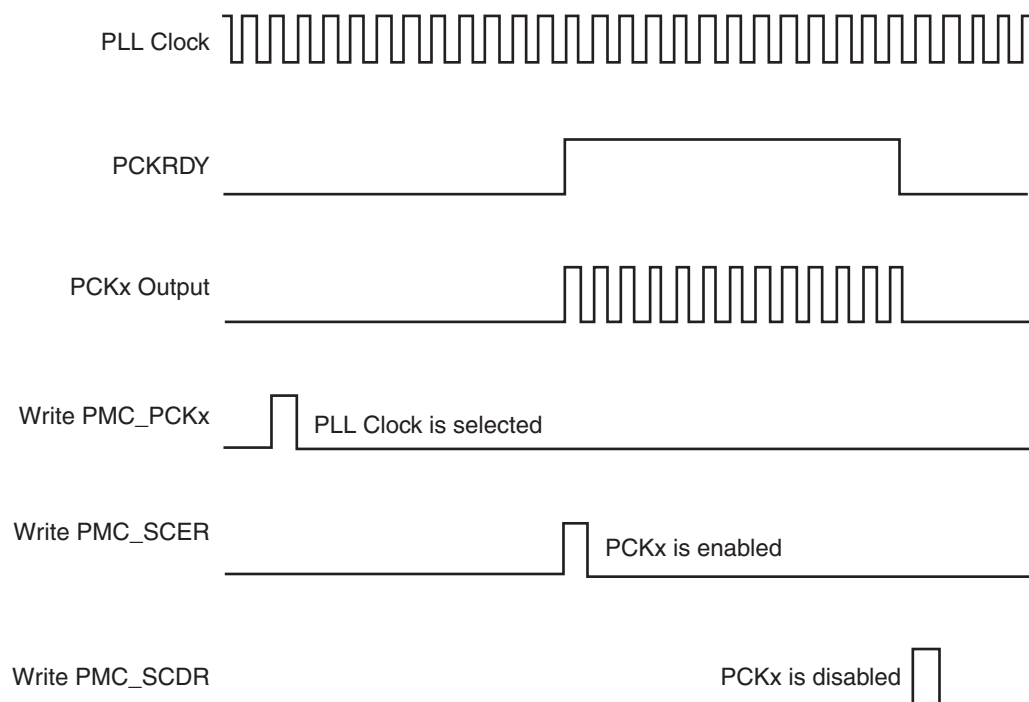 PLL Clock
PCKRDY
PCKx Output
Write PMC_PCKx
PLL Clock is selected
Write PMC_SCER
PCKx is enabled
Write PMC_SCDR
PCKx is disabled